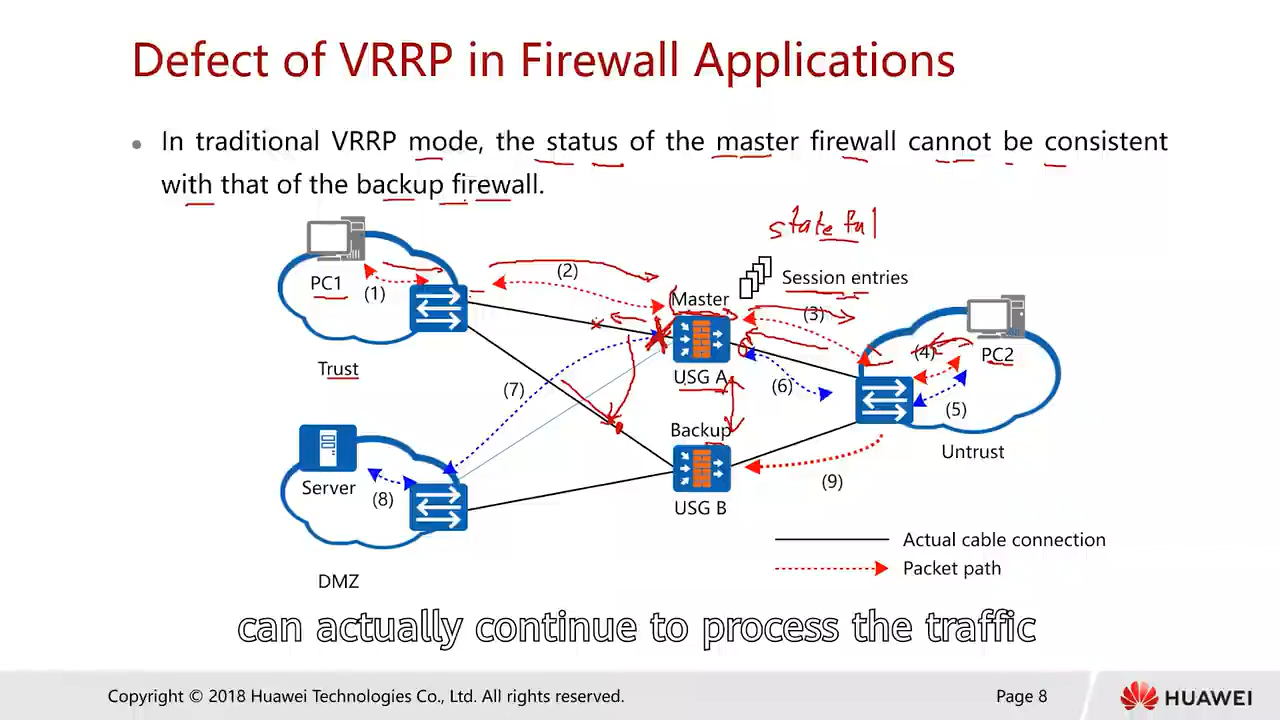 Defect of VRRP in Firewall Applications
• In traditional VRRP mode, the status of the master firewall cannot be consistent
with that of the backup firewall.
stateful
(2)
Session entries
PC1
(1)
Master
(3)
PC2
(4)
Trust
USG A
(6)
(7)
(5)
Backup
Untrust
Server
(8)
(9)
USG B
Actual cable connection
Packet path
DMZ
can actually continue to process the traffic
Copyright © 2018 Huawei Technologies Co., Ltd. All rights reserved.
Page 8
HUAWEI